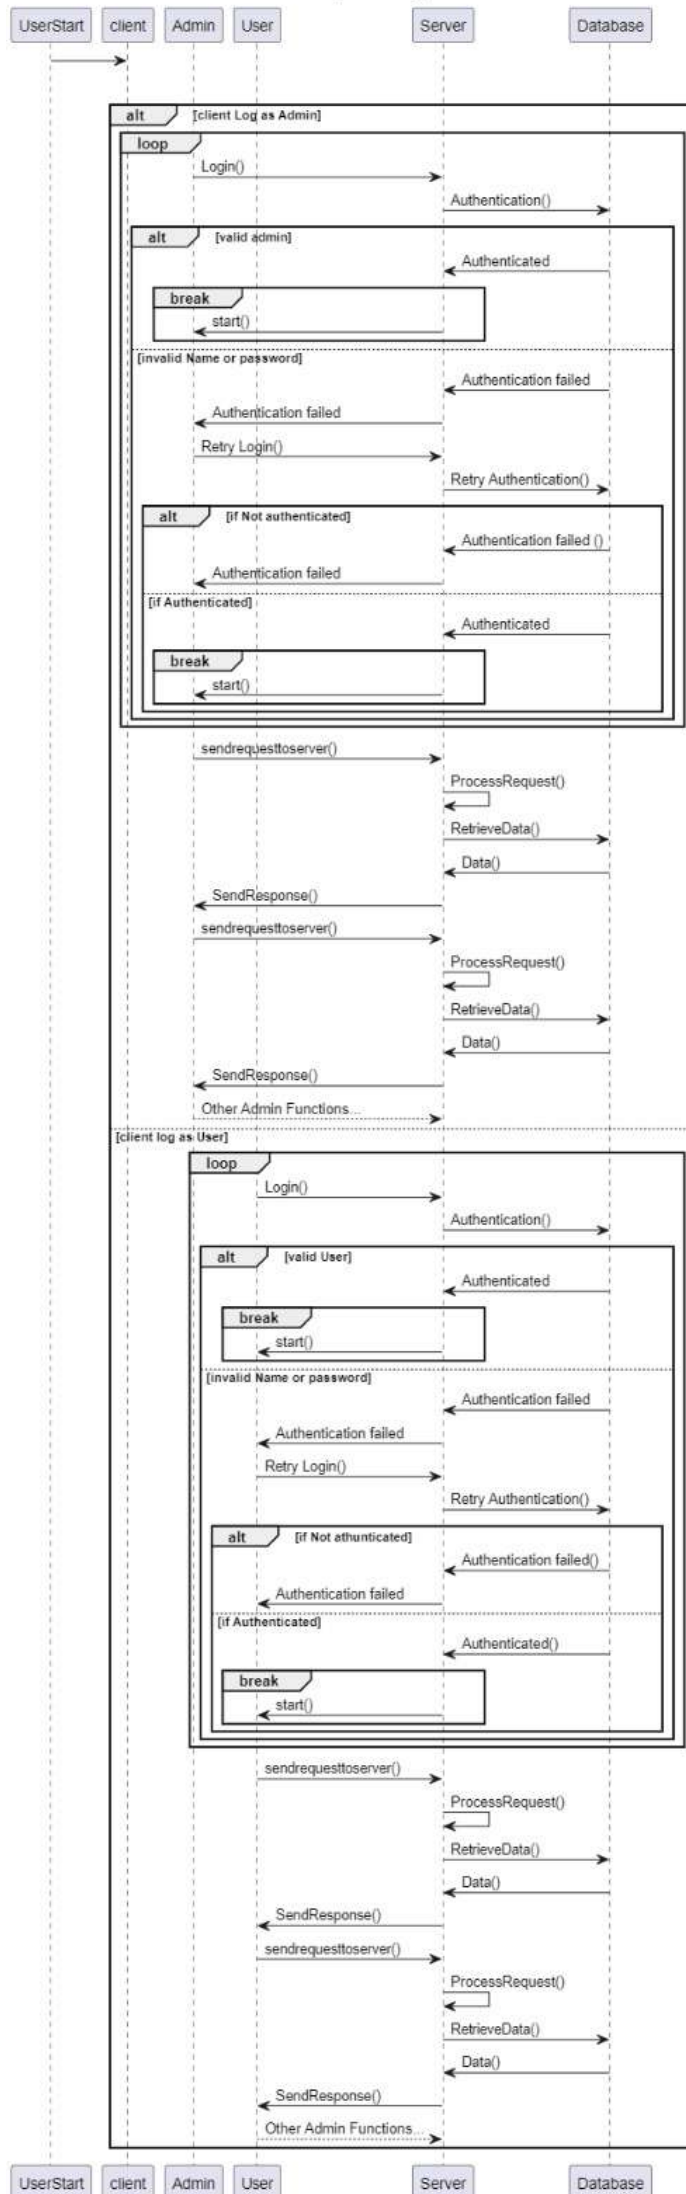 UserStart client Admin User Server Database
alt [client Log as Admin]
loop
Login()
Authentication()
alt [valid admin]
Authenticated
break
start()
[invalid Name or password]
Authentication failed
Authentication failed
Retry Login()
Retry Authentication()
alt [if Not authenticated]
Authentication failed ()
Authentication failed
[if Authenticated]
Authenticated
break
start()
sendrequesttoserver()
ProcessRequest()
RetrieveData()
Data()
SendResponse()
sendrequesttoserver()
ProcessRequest()
RetrieveData()
Data()
SendResponse()
Other Admin Functions...
[client log as User]
loop
Login()
Authentication()
alt [valid User]
Authenticated
break
start()
[invalid Name or password]
Authentication failed
Authentication failed
Retry Login()
Retry Authentication()
alt [if Not athunticated]
Authentication failed()
Authentication failed
[if Authenticated]
Authenticated()
break
start()
sendrequesttoserver()
ProcessRequest()
RetrieveData()
Data()
SendResponse()
sendrequesttoserver()
ProcessRequest()
RetrieveData()
Data()
SendResponse()
Other Admin Functions...
UserStart client Admin User Server Database